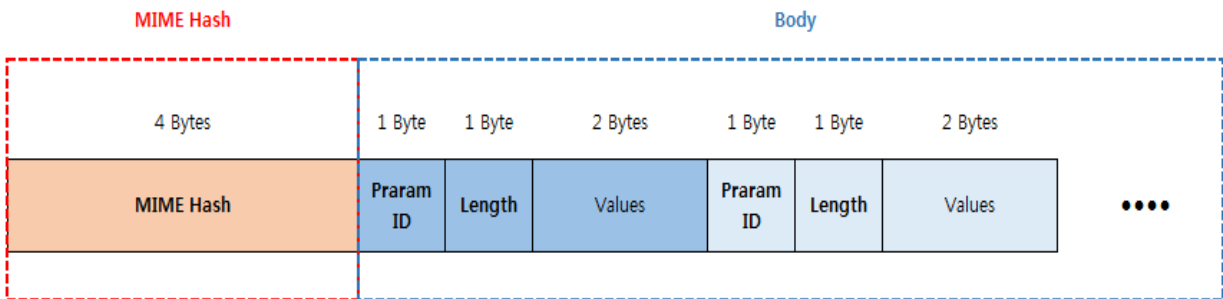 MIME Hash
Body
4 Bytes
1 Byte
1 Byte
2 Bytes
1 Byte
1 Byte
2 Bytes
MIME Hash
Praram
ID
Length
Values
Praram
ID
Length
Values